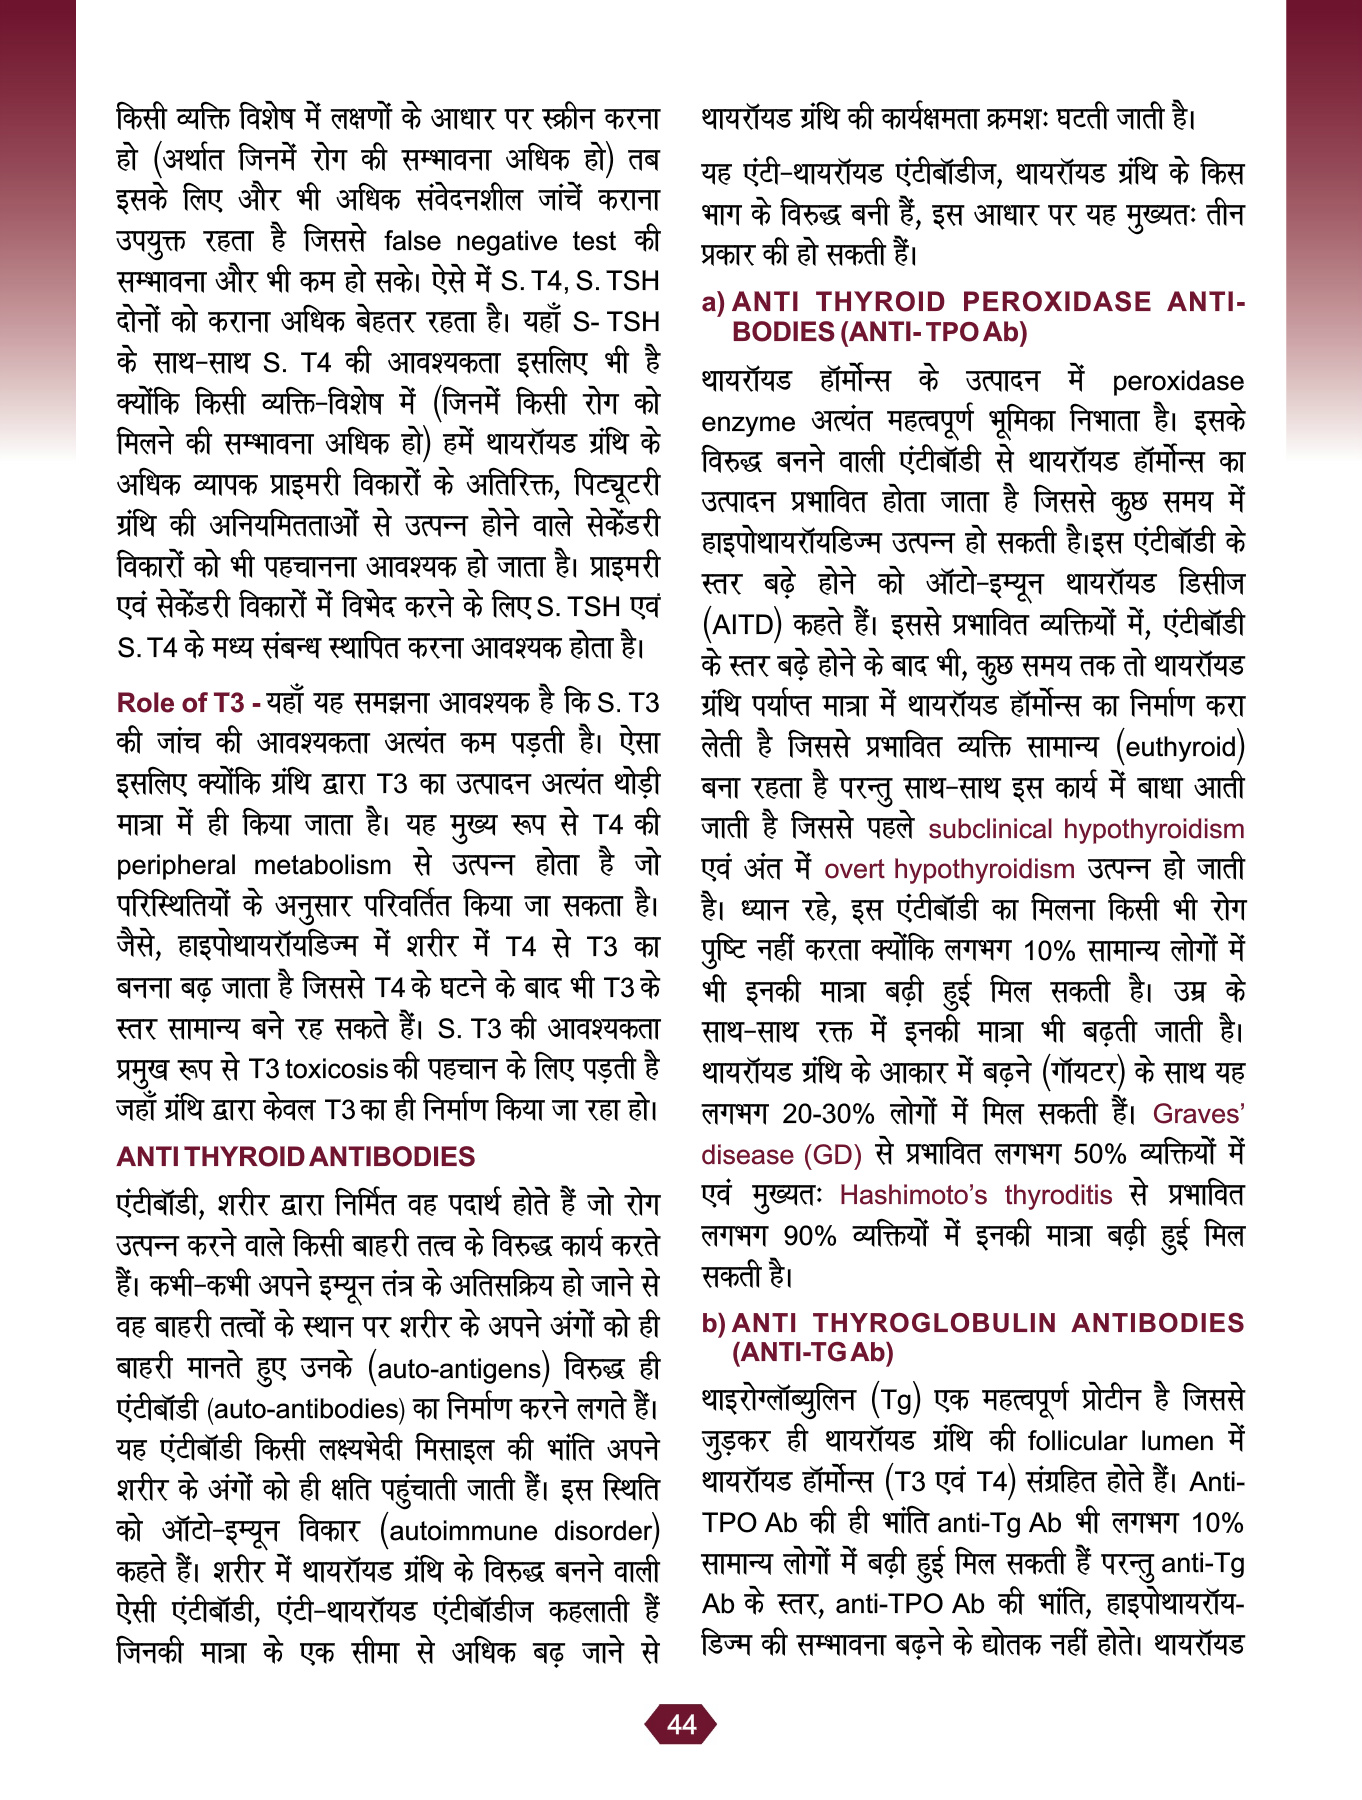 किसी व्यक्ति विशेष में लक्षणों के आधार पर स्क्रीन करना
हो (अर्थात जिनमें रोग की सम्भावना अधिक हो) तब
इसके लिए और भी अधिक संवेदनशील जांचें कराना
उपयुक्त रहता है जिससे false negative test की
सम्भावना और भी कम हो सके। ऐसे में S. T4, S. TSH
दोनों को कराना अधिक बेहतर रहता है। यहाँ S- TSH
के साथ-साथ S. T4 की आवश्यकता इसलिए भी है
क्योंकि किसी व्यक्ति-विशेष में (जिनमें किसी रोग को
मिलने की सम्भावना अधिक हो) हमें थायरॉयड ग्रंथि के
अधिक व्यापक प्राइमरी विकारों के अतिरिक्त, पिट्यूटरी
ग्रंथि की अनियमितताओं से उत्पन्न होने वाले सेकेंडरी
विकारों को भी पहचानना आवश्यक हो जाता है। प्राइमरी
एवं सेकेंडरी विकारों में विभेद करने के लिए S. TSH एवं
S. T4 के मध्य संबन्ध स्थापित करना आवश्यक होता है।
Role of T3 - यहाँ यह समझना आवश्यक है कि S. T3
की जांच की आवश्यकता अत्यंत कम पड़ती है। ऐसा
इसलिए क्योंकि ग्रंथि द्वारा T3 का उत्पादन अत्यंत थोड़ी
मात्रा में ही किया जाता है। यह मुख्य रूप से T4 की
peripheral metabolism से उत्पन्न होता है जो
परिस्थितियों के अनुसार परिवर्तित किया जा सकता है।
जैसे, हाइपोथायरॉयडिज्म में शरीर में T4 से T3 का
बनना बढ़ जाता है जिससे T4 के घटने के बाद भी T3 के
स्तर सामान्य बने रह सकते हैं। S. T3 की आवश्यकता
प्रमुख रूप से T3 toxicosis की पहचान के लिए पड़ती है
जहाँ ग्रंथि द्वारा केवल T3 का ही निर्माण किया जा रहा हो।
ANTI THYROID ANTIBODIES
एंटीबॉडी, शरीर द्वारा निर्मित वह पदार्थ होते हैं जो रोग
उत्पन्न करने वाले किसी बाहरी तत्व के विरुद्ध कार्य करते
हैं। कभी-कभी अपने इम्यून तंत्र के अतिसक्रिय हो जाने से
वह बाहरी तत्वों के स्थान पर शरीर के अपने अंगों को ही
बाहरी मानते हुए उनके (auto-antigens) विरुद्ध ही
एंटीबॉडी (auto-antibodies) का निर्माण करने लगते हैं।
यह एंटीबॉडी किसी लक्ष्यभेदी मिसाइल की भांति अपने
शरीर के अंगों को ही क्षति पहुंचाती जाती हैं। इस स्थिति
को ऑटो-इम्यून विकार (autoimmune disorder)
कहते हैं। शरीर में थायरॉयड ग्रंथि के विरुद्ध बनने वाली
ऐसी एंटीबॉडी, एंटी-थायरॉयड एंटीबॉडीज कहलाती हैं
जिनकी मात्रा के एक सीमा से अधिक बढ़ जाने से
थायरॉयड ग्रंथि की कार्यक्षमता क्रमशः घटती जाती है।
यह एंटी-थायरॉयड एंटीबॉडीज, थायरॉयड ग्रंथि के किस
भाग के विरुद्ध बनी हैं, इस आधार पर यह मुख्यतः तीन
प्रकार की हो सकती हैं।
a) ANTI THYROID PEROXIDASE ANTI-
BODIES (ANTI- TPO Ab)
थायरॉयड हॉर्मोन्स के उत्पादन में peroxidase
enzyme अत्यंत महत्वपूर्ण भूमिका निभाता है। इसके
विरुद्ध बनने वाली एंटीबॉडी से थायरॉयड हॉर्मोन्स का
उत्पादन प्रभावित होता जाता है जिससे कुछ समय में
हाइपोथायरॉयडिज्म उत्पन्न हो सकती है।इस एंटीबॉडी के
स्तर बढ़े होने को ऑटो-इम्यून थायरॉयड डिसीज
(AITD) कहते हैं। इससे प्रभावित व्यक्तियों में, एंटीबॉडी
के स्तर बढ़े होने के बाद भी, कुछ समय तक तो थायरॉयड
ग्रंथि पर्याप्त मात्रा में थायरॉयड हॉर्मोन्स का निर्माण करा
लेती है जिससे प्रभावित व्यक्ति सामान्य (euthyroid)
बना रहता है परन्तु साथ-साथ इस कार्य में बाधा आती
जाती है जिससे पहले subclinical hypothyroidism
एवं अंत में overt hypothyroidism उत्पन्न हो जाती
है। ध्यान रहे, इस एंटीबॉडी का मिलना किसी भी रोग
पुष्टि नहीं करता क्योंकि लगभग 10% सामान्य लोगों में
भी इनकी मात्रा बढ़ी हुई मिल सकती है। उम्र के
साथ-साथ रक्त में इनकी मात्रा भी बढ़ती जाती है।
थायरॉयड ग्रंथि के आकार में बढ़ने (गॉयटर) के साथ यह
लगभग 20-30% लोगों में मिल सकती हैं। Graves’
disease (GD) से प्रभावित लगभग 50% व्यक्तियों में
एवं मुख्यतः Hashimoto’s thyroditis से प्रभावित
लगभग 90% व्यक्तियों में इनकी मात्रा बढ़ी हुई मिल
सकती है।
b) ANTI THYROGLOBULIN ANTIBODIES
(ANTI-TG Ab)
थाइरोग्लॉब्युलिन (Tg) एक महत्वपूर्ण प्रोटीन है जिससे
जुड़कर ही थायरॉयड ग्रंथि की follicular lumen में
थायरॉयड हॉर्मोन्स (T3 एवं T4) संग्रहित होते हैं। Anti-
TPO Ab की ही भांति anti-Tg Ab भी लगभग 10%
सामान्य लोगों में बढ़ी हुई मिल सकती हैं परन्तु anti-Tg
Ab के स्तर, anti-TPO Ab की भांति, हाइपोथायरॉय-
डिज्म की सम्भावना बढ़ने के द्योतक नहीं होते। थायरॉयड
44